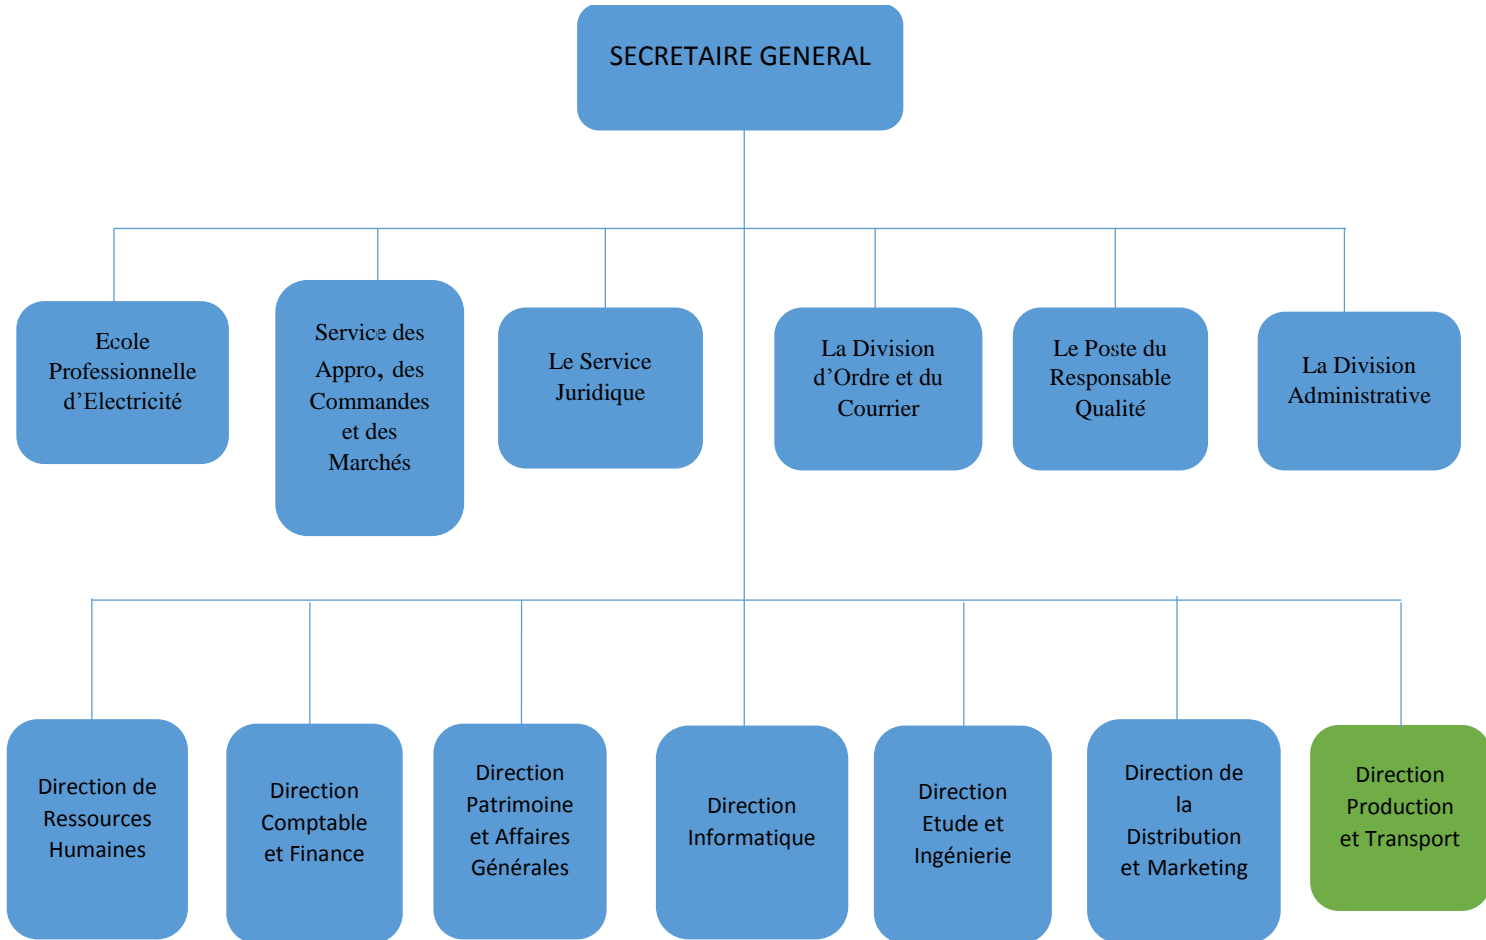 SECRETAIRE GENERAL
Ecole
Professionnelle
d’Electricité
Service des
Appro, des
Commandes
et des
Marchés
Le Service
Juridique
La Division
d’Ordre et du
Courrier
Le Poste du
Responsable
Qualité
La Division
Administrative
Direction de
Ressources
Humaines
Direction
Comptable
et Finance
Direction
Patrimoine
et Affaires
Générales
Direction
Informatique
Direction
Etude et
Ingénierie
Direction de
la
Distribution
et Marketing
Direction
Production
et Transport